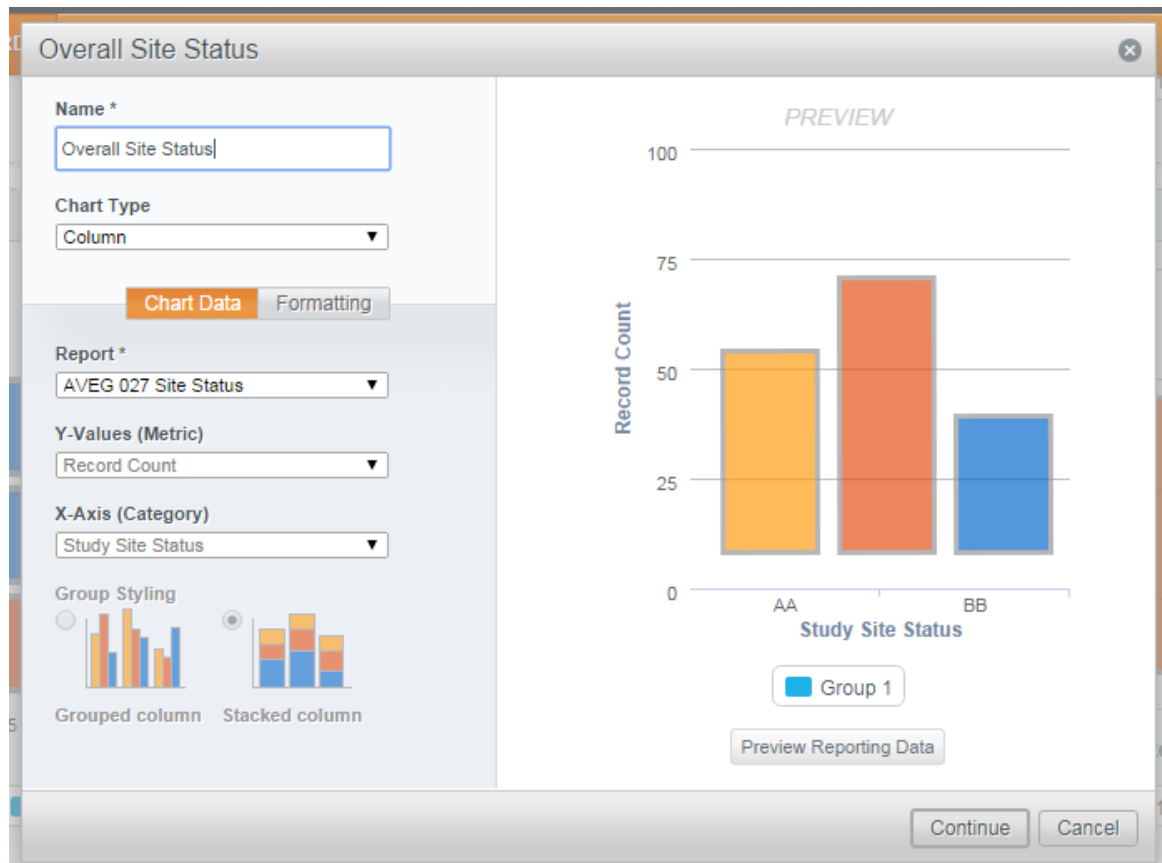 Overall Site Status
Name *
Overall Site Status
Chart Type
Column
Chart Data Formatting
Report *
AVEG 027 Site Status
Y-Values (Metric)
Record Count
X-Axis (Category)
Study Site Status
Group Styling
Grouped column Stacked column
PREVIEW
100
75
50
25
0
Record Count
AA BB
Study Site Status
Group 1
Preview Reporting Data
Continue Cancel